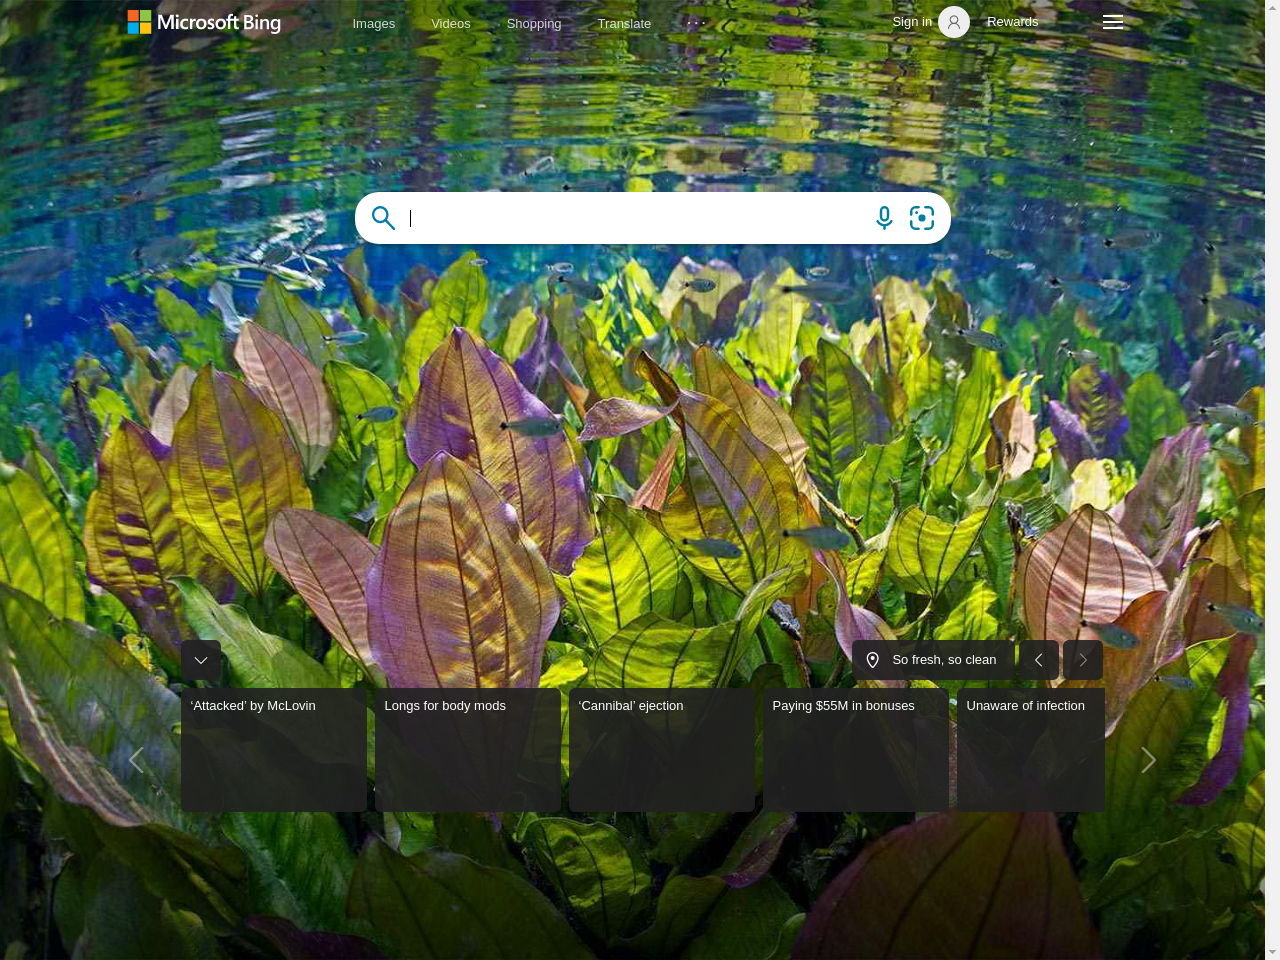 Microsoft Bing
Images
Videos
Shopping
Translate
Sign in
Rewards
So fresh, so clean
‘Attacked’ by McLovin
Longs for body mods
‘Cannibal’ ejection
Paying $55M in bonuses
Unaware of infection